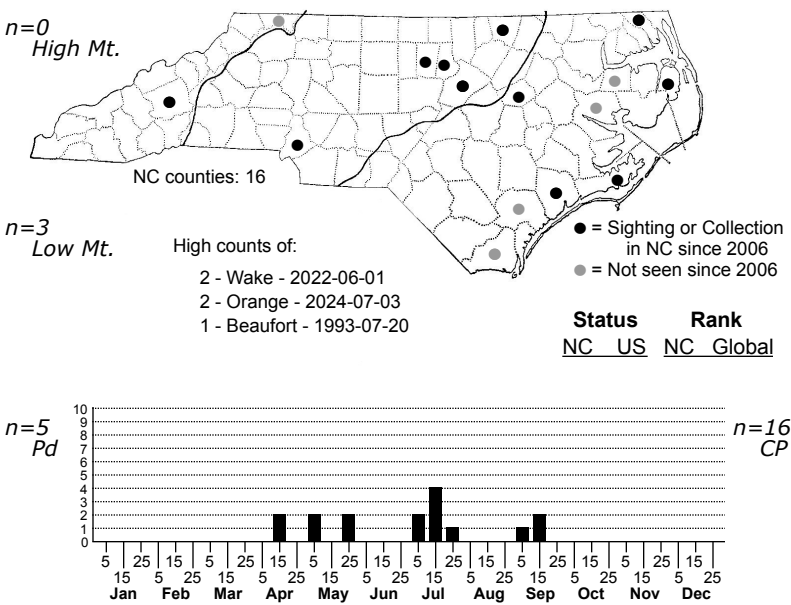 n=0
High Mt.
NC counties: 16
n=3
Low Mt.
High counts of:
2 - Wake - 2022-06-01
2 - Orange - 2024-07-03
1 - Beaufort - 1993-07-20
● = Sighting or Collection
in NC since 2006
● = Not seen since 2006
Status Rank
NC US NC Global
n=5
Pd
n=16
CP
10
9
8
7
6
5
4
3
2
1
0
5 25 15 5 25 15 5 25 15 5 25 15 5 25 15 5 25 15
15 5 25 15 5 25 15 5 25 15 5 25 15 5 25 15 5 25
Jan Feb Mar Apr May Jun Jul Aug Sep Oct Nov Dec